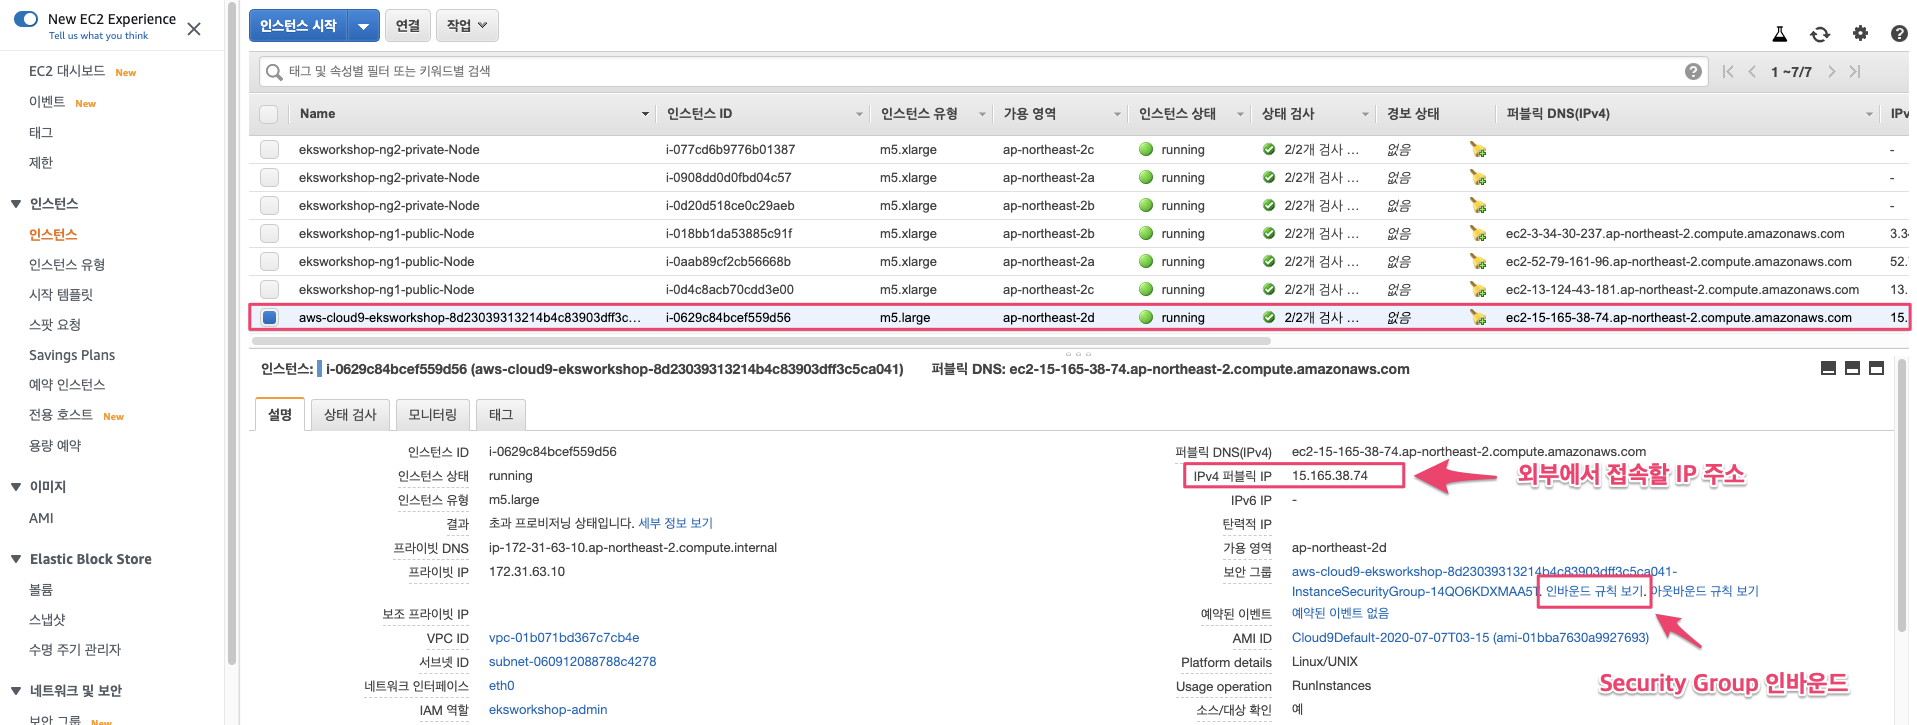 New EC2 Experience
Tell us what you think
EC2 대시보드 New
이벤트 New
태그
제한
인스턴스
인스턴스
인스턴스 유형
시작 템플릿
스팟 요청
Savings Plans
예약 인스턴스
전용 호스트 New
용량 예약
이미지
AMI
Elastic Block Store
볼륨
스냅샷
수명 주기 관리자
네트워크 및 보안
보안 그룹 New
인스턴스 시작 연결 작업
태그 및 속성별 필터 또는 키워드별 검색
1 ~7/7
Name 인스턴스 ID 인스턴스 유형 가용 영역 인스턴스 상태 상태 검사 경보 상태 퍼블릭 DNS(IPv4) IPv
eksworkshop-ng2-private-Node i-077cd6b9776b01387 m5.xlarge ap-northeast-2c running 2/2개 검사 ... 없음 -
eksworkshop-ng2-private-Node i-0908dd0d0fbd04c57 m5.xlarge ap-northeast-2a running 2/2개 검사 ... 없음 -
eksworkshop-ng2-private-Node i-0d20d518ce0c29aeb m5.xlarge ap-northeast-2b running 2/2개 검사 ... 없음 -
eksworkshop-ng1-public-Node i-018bb1da53885c91f m5.xlarge ap-northeast-2b running 2/2개 검사 ... 없음 ec2-3-34-30-237.ap-northeast-2.compute.amazonaws.com 3.34
eksworkshop-ng1-public-Node i-0aab89cf2cb56668b m5.xlarge ap-northeast-2a running 2/2개 검사 ... 없음 ec2-52-79-161-96.ap-northeast-2.compute.amazonaws.com 52.
eksworkshop-ng1-public-Node i-0d4c8acb70cdd3e00 m5.xlarge ap-northeast-2c running 2/2개 검사 ... 없음 ec2-13-124-43-181.ap-northeast-2.compute.amazonaws.com 13.
aws-cloud9-eksworkshop-8d23039313214b4c83903dff3c... i-0629c84bcef559d56 m5.large ap-northeast-2d running 2/2개 검사 ... 없음 ec2-15-165-38-74.ap-northeast-2.compute.amazonaws.com 15.
인스턴스: i-0629c84bcef559d56 (aws-cloud9-eksworkshop-8d23039313214b4c83903dff3c5ca041) 퍼블릭 DNS: ec2-15-165-38-74.ap-northeast-2.compute.amazonaws.com
설명 상태 검사 모니터링 태그
인스턴스 ID i-0629c84bcef559d56
인스턴스 상태 running
인스턴스 유형 m5.large
결과 초과 프로비저닝 상태입니다. 세부 정보 보기
프라이빗 DNS ip-172-31-63-10.ap-northeast-2.compute.internal
프라이빗 IP 172.31.63.10
보조 프라이빗 IP
VPC ID vpc-01b071bd367c7cb4e
서브넷 ID subnet-060912088788c4278
네트워크 인터페이스 eth0
IAM 역할 eksworkshop-admin
퍼블릭 DNS(IPv4) ec2-15-165-38-74.ap-northeast-2.compute.amazonaws.com
IPv4 퍼블릭 IP 15.165.38.74
외부에서 접속할 IP 주소
IPv6 IP -
탄력적 IP
가용 영역 ap-northeast-2d
보안 그룹 aws-cloud9-eksworkshop-8d23039313214b4c83903dff3c5ca041-
InstanceSecurityGroup-14QO6KDXMAA5T. 인바운드 규칙 보기. 아웃바운드 규칙 보기
예약된 이벤트 예약된 이벤트 없음
AMI ID Cloud9Default-2020-07-07T03-15 (ami-01bba7630a9927693)
Platform details Linux/UNIX
Usage operation RunInstances
소스/대상 확인 예
Security Group 인바운드